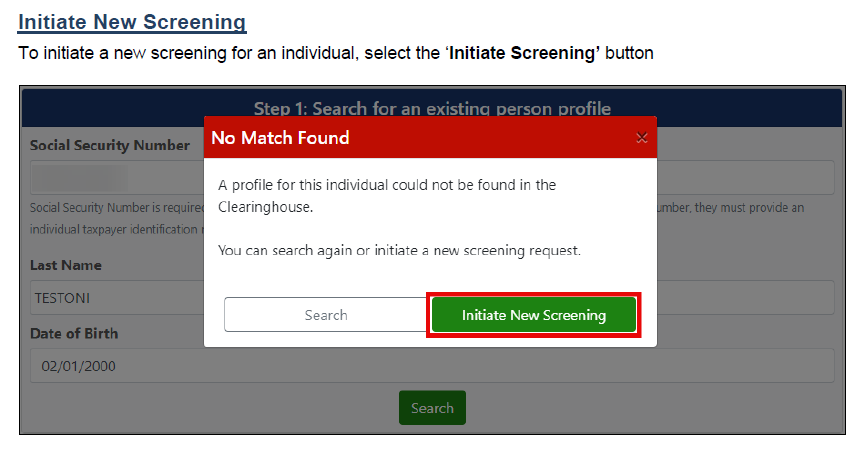 Initiate New Screening
To initiate a new screening for an individual, select the ‘Initiate Screening’ button
Step 1: Search for an existing person profile
No Match Found ×
Social Security Number
A profile for this individual could not be found in the
Clearinghouse.
Social Security Number is required
umber, they must provide an
individual taxpayer identification
You can search again or initiate a new screening request.
Last Name
TESTONI
Search
Initiate New Screening
Date of Birth
02/01/2000
Search